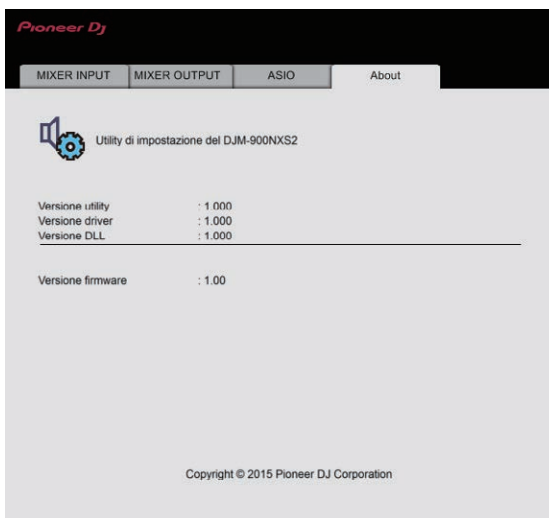 Pioneer Dj
MIXER INPUT MIXER OUTPUT ASIO About
Utility di impostazione del DJM-900NXS2
Versione utility : 1.000
Versione driver : 1.000
Versione DLL : 1.000
Versione firmware : 1.00
Copyright © 2015 Pioneer DJ Corporation